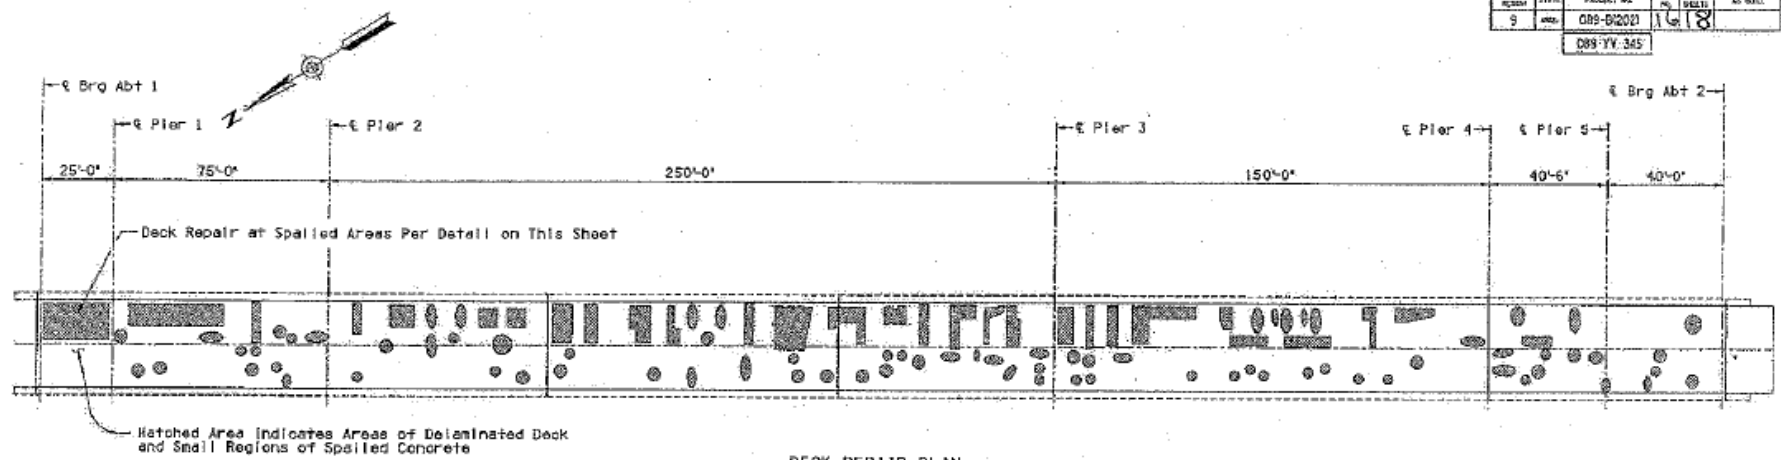 9 089-B(202) 16 18
089 YV 345
℄ Brg Abt 1
℄ Brg Abt 2
℄ Pier 1
℄ Pier 2
℄ Pier 3
℄ Pier 4
℄ Pier 5
N
25'-0" 75'-0" 250'-0" 150'-0" 40'-6" 40'-0"
Deck Repair at Spalled Areas Per Detail on This Sheet
Hatched Area Indicates Areas of Delaminated Deck
and Small Regions of Spalled Concrete
DECK REPAIR PLAN